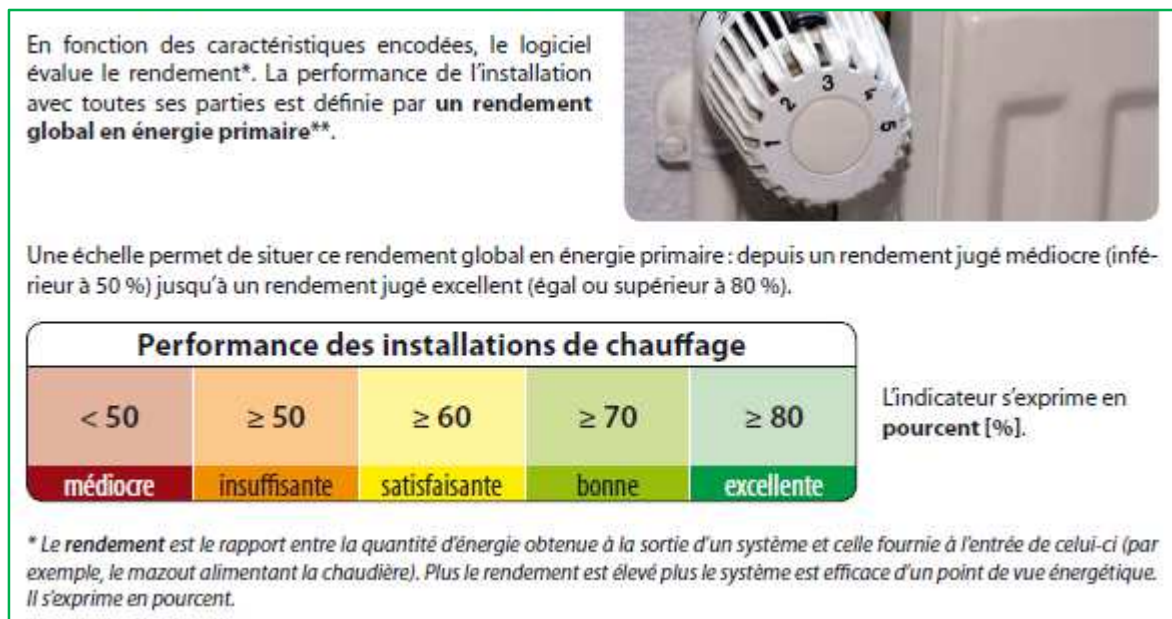 En fonction des caractéristiques encodées, le logiciel
évalue le rendement*. La performance de l'installation
avec toutes ses parties est définie par un rendement
global en énergie primaire**.
1 2 3 4 5
Une échelle permet de situer ce rendement global en énergie primaire : depuis un rendement jugé médiocre (infé-
rieur à 50 %) jusqu'à un rendement jugé excellent (égal ou supérieur à 80 %).
Performance des installations de chauffage
< 50 ≥ 50 ≥ 60 ≥ 70 ≥ 80
médiocre insuffisante satisfaisante bonne excellente
L'indicateur s'exprime en
pourcent [%].
* Le rendement est le rapport entre la quantité d'énergie obtenue à la sortie d'un système et celle fournie à l'entrée de celui-ci (par
exemple, le mazout alimentant la chaudière). Plus le rendement est élevé plus le système est efficace d'un point de vue énergétique.
Il s'exprime en pourcent.